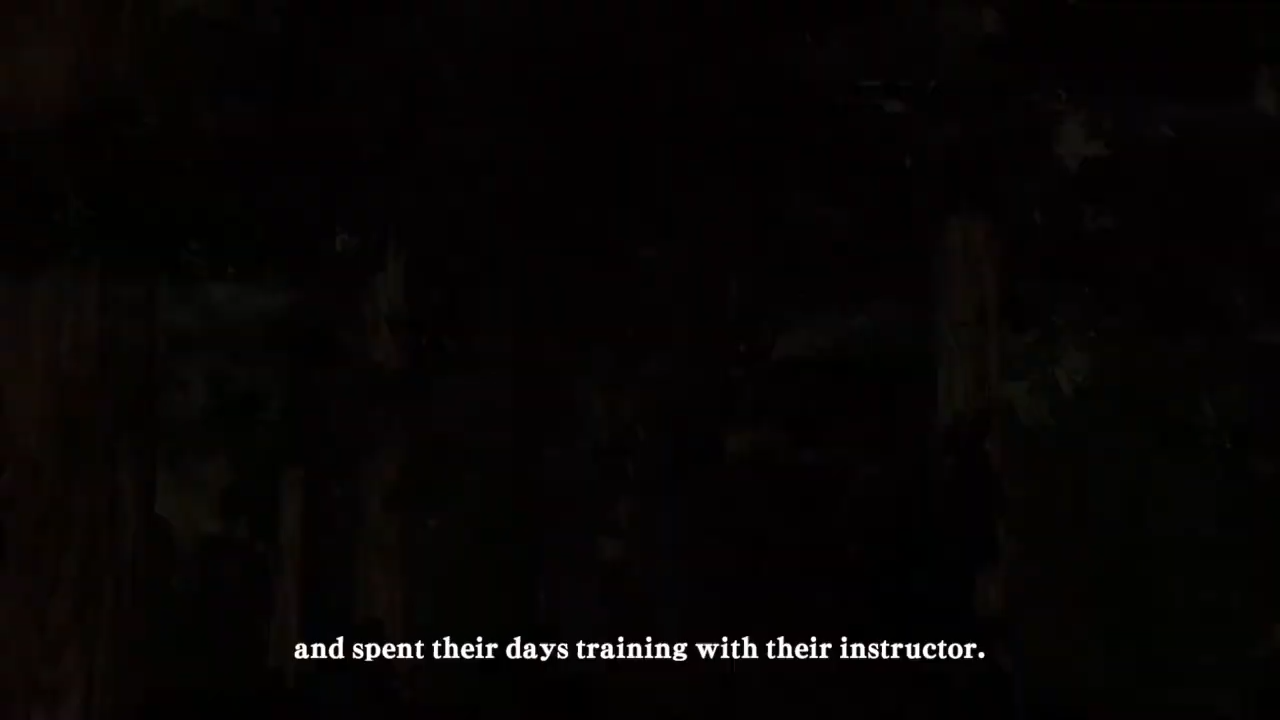 and spent their days training with their instructor.